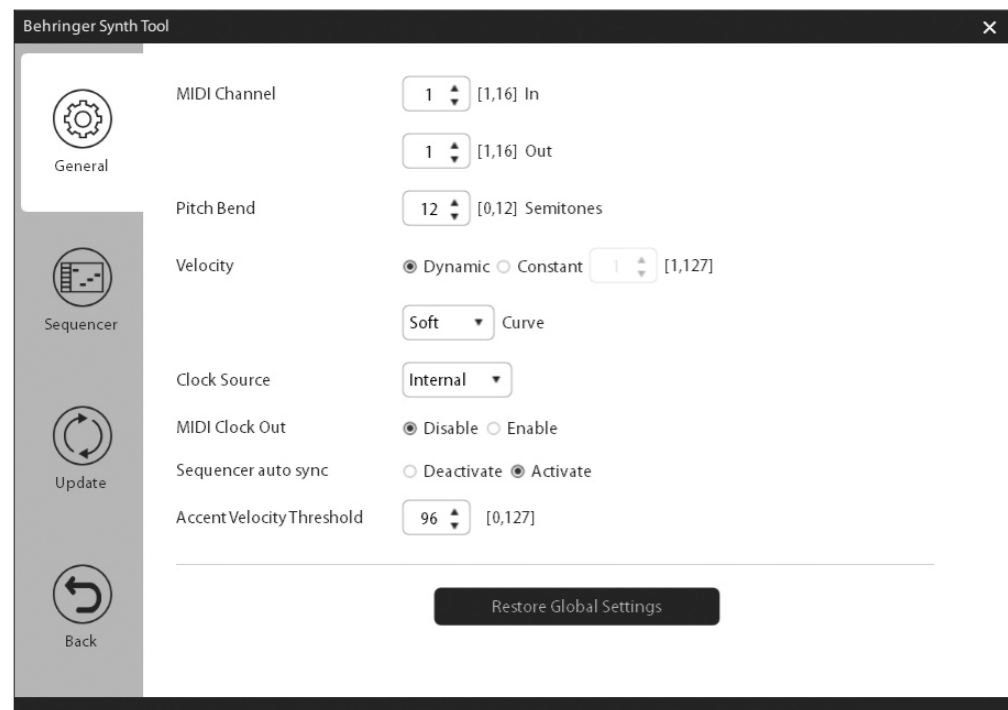 Behringer Synth Tool
General
MIDI Channel 1 [1,16] In
1 [1,16] Out
Pitch Bend 12 [0,12] Semitones
Sequencer
Velocity Dynamic Constant 1 [1,127]
Soft Curve
Clock Source Internal
MIDI Clock Out Disable Enable
Update
Sequencer auto sync Deactivate Activate
Accent Velocity Threshold 96 [0,127]
Back
Restore Global Settings